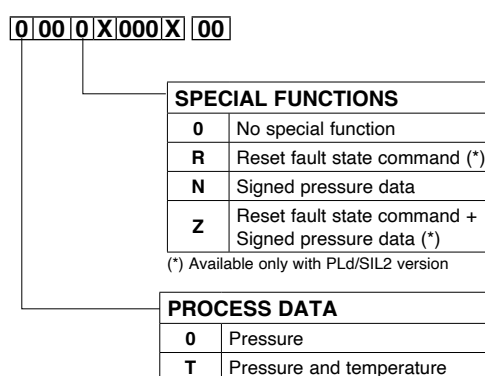 0 00 0 X 000 X 00
SPECIAL FUNCTIONS
0 No special function
R Reset fault state command (*)
N Signed pressure data
Z Reset fault state command +
Signed pressure data (*)
(*) Available only with PLd/SIL2 version
PROCESS DATA
0 Pressure
T Pressure and temperature